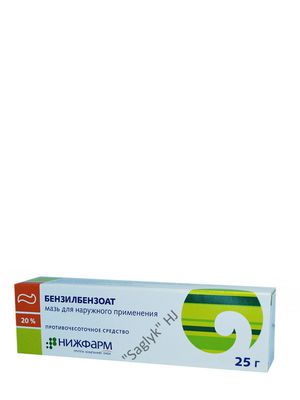 БЕНЗИЛБЕНЗОАТ
мазь для наружного применения
20 %
ПРОТИВОЧЕСОТОЧНОЕ СРЕДСТВО
НИЖФАРМ
25 г
"Saglyk" HJ